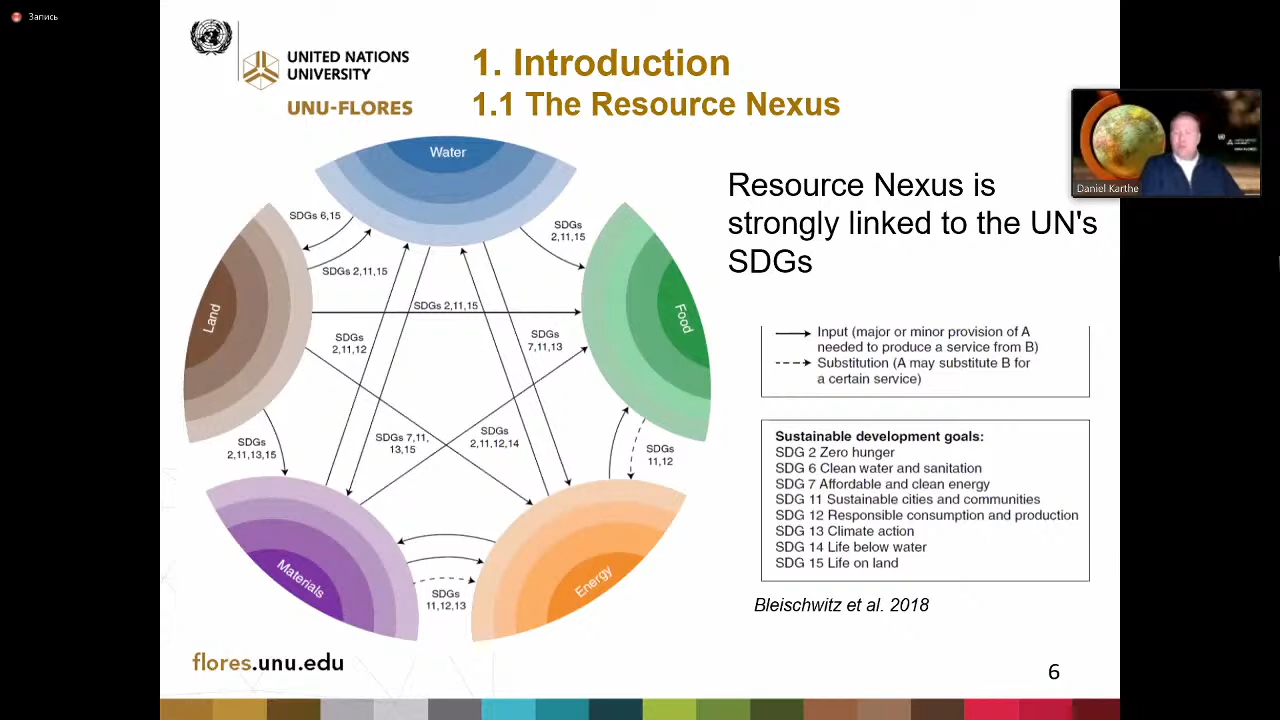 Запись
UNITED NATIONS
UNIVERSITY
UNU-FLORES
1. Introduction
1.1 The Resource Nexus
Daniel Karthe
Resource Nexus is
strongly linked to the UN's
SDGs
Water
Land
Food
Materials
Energy
SDGs 6,15
SDGs 2,11,15
SDGs
2,11,15
SDGs 2,11,15
SDGs
2,11,12
SDGs
7,11,13
SDGs 7,11,
13,15
SDGs
2,11,12,14
SDGs
2,11,13,15
SDGs
11,12
SDGs
11,12,13
Input (major or minor provision of A
needed to produce a service from B)
Substitution (A may substitute B for
a certain service)
Sustainable development goals:
SDG 2 Zero hunger
SDG 6 Clean water and sanitation
SDG 7 Affordable and clean energy
SDG 11 Sustainable cities and communities
SDG 12 Responsible consumption and production
SDG 13 Climate action
SDG 14 Life below water
SDG 15 Life on land
Bleischwitz et al. 2018
flores.unu.edu
6